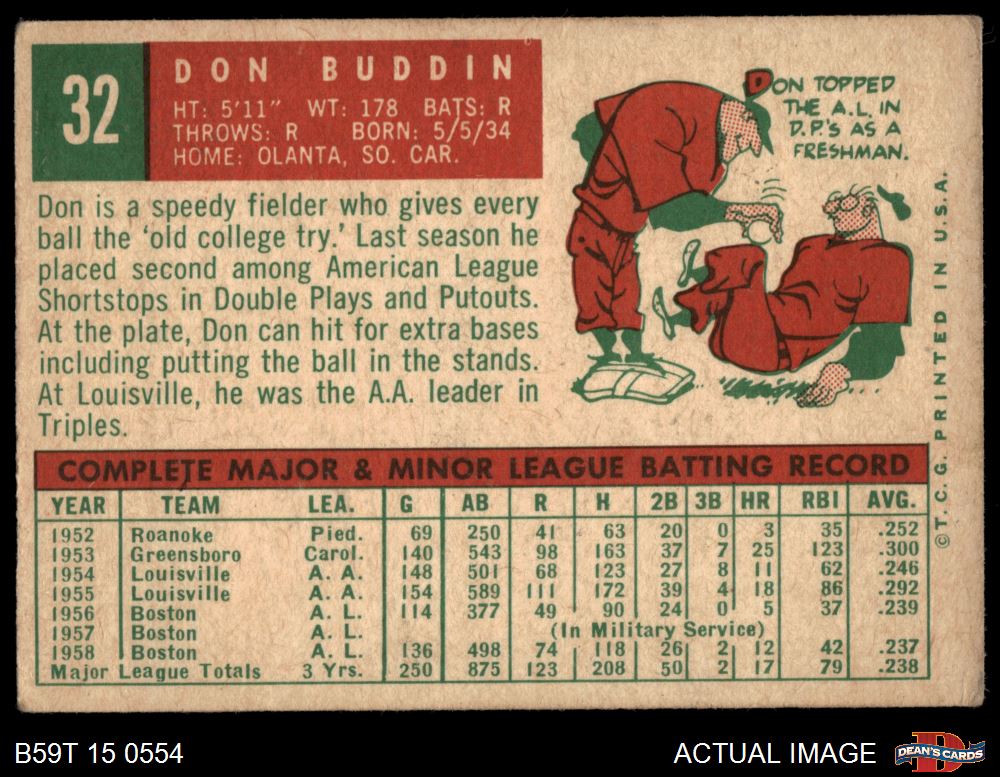 32
DON BUDDIN
HT: 5'11" WT: 178 BATS: R
THROWS: R BORN: 5/5/34
HOME: OLANTA, SO. CAR.
DON TOPPED
THE A.L. IN
D.P.'S AS A
FRESHMAN.
Don is a speedy fielder who gives every
ball the 'old college try.' Last season he
placed second among American League
Shortstops in Double Plays and Putouts.
At the plate, Don can hit for extra bases
including putting the ball in the stands.
At Louisville, he was the A.A. leader in
Triples.
COMPLETE MAJOR & MINOR LEAGUE BATTING RECORD
YEAR TEAM LEA. G AB R H 2B 3B HR RBI AVG.
1952 Roanoke Pied. 69 250 41 63 20 0 3 35 .252
1953 Greensboro Carol. 140 543 98 163 37 7 25 123 .300
1954 Louisville A. A. 148 501 68 123 27 8 11 62 .246
1955 Louisville A. A. 154 589 111 172 39 4 18 86 .292
1956 Boston A. L. 114 377 49 90 24 0 5 37 .239
1957 Boston A. L. (In Military Service)
1958 Boston A. L. 136 498 74 118 26 2 12 42 .237
Major League Totals 3 Yrs. 250 875 123 208 50 2 17 79 .238
©T. C. G. PRINTED IN U.S.A.
B59T 15 0554
ACTUAL IMAGE
D
DEAN'S CARDS